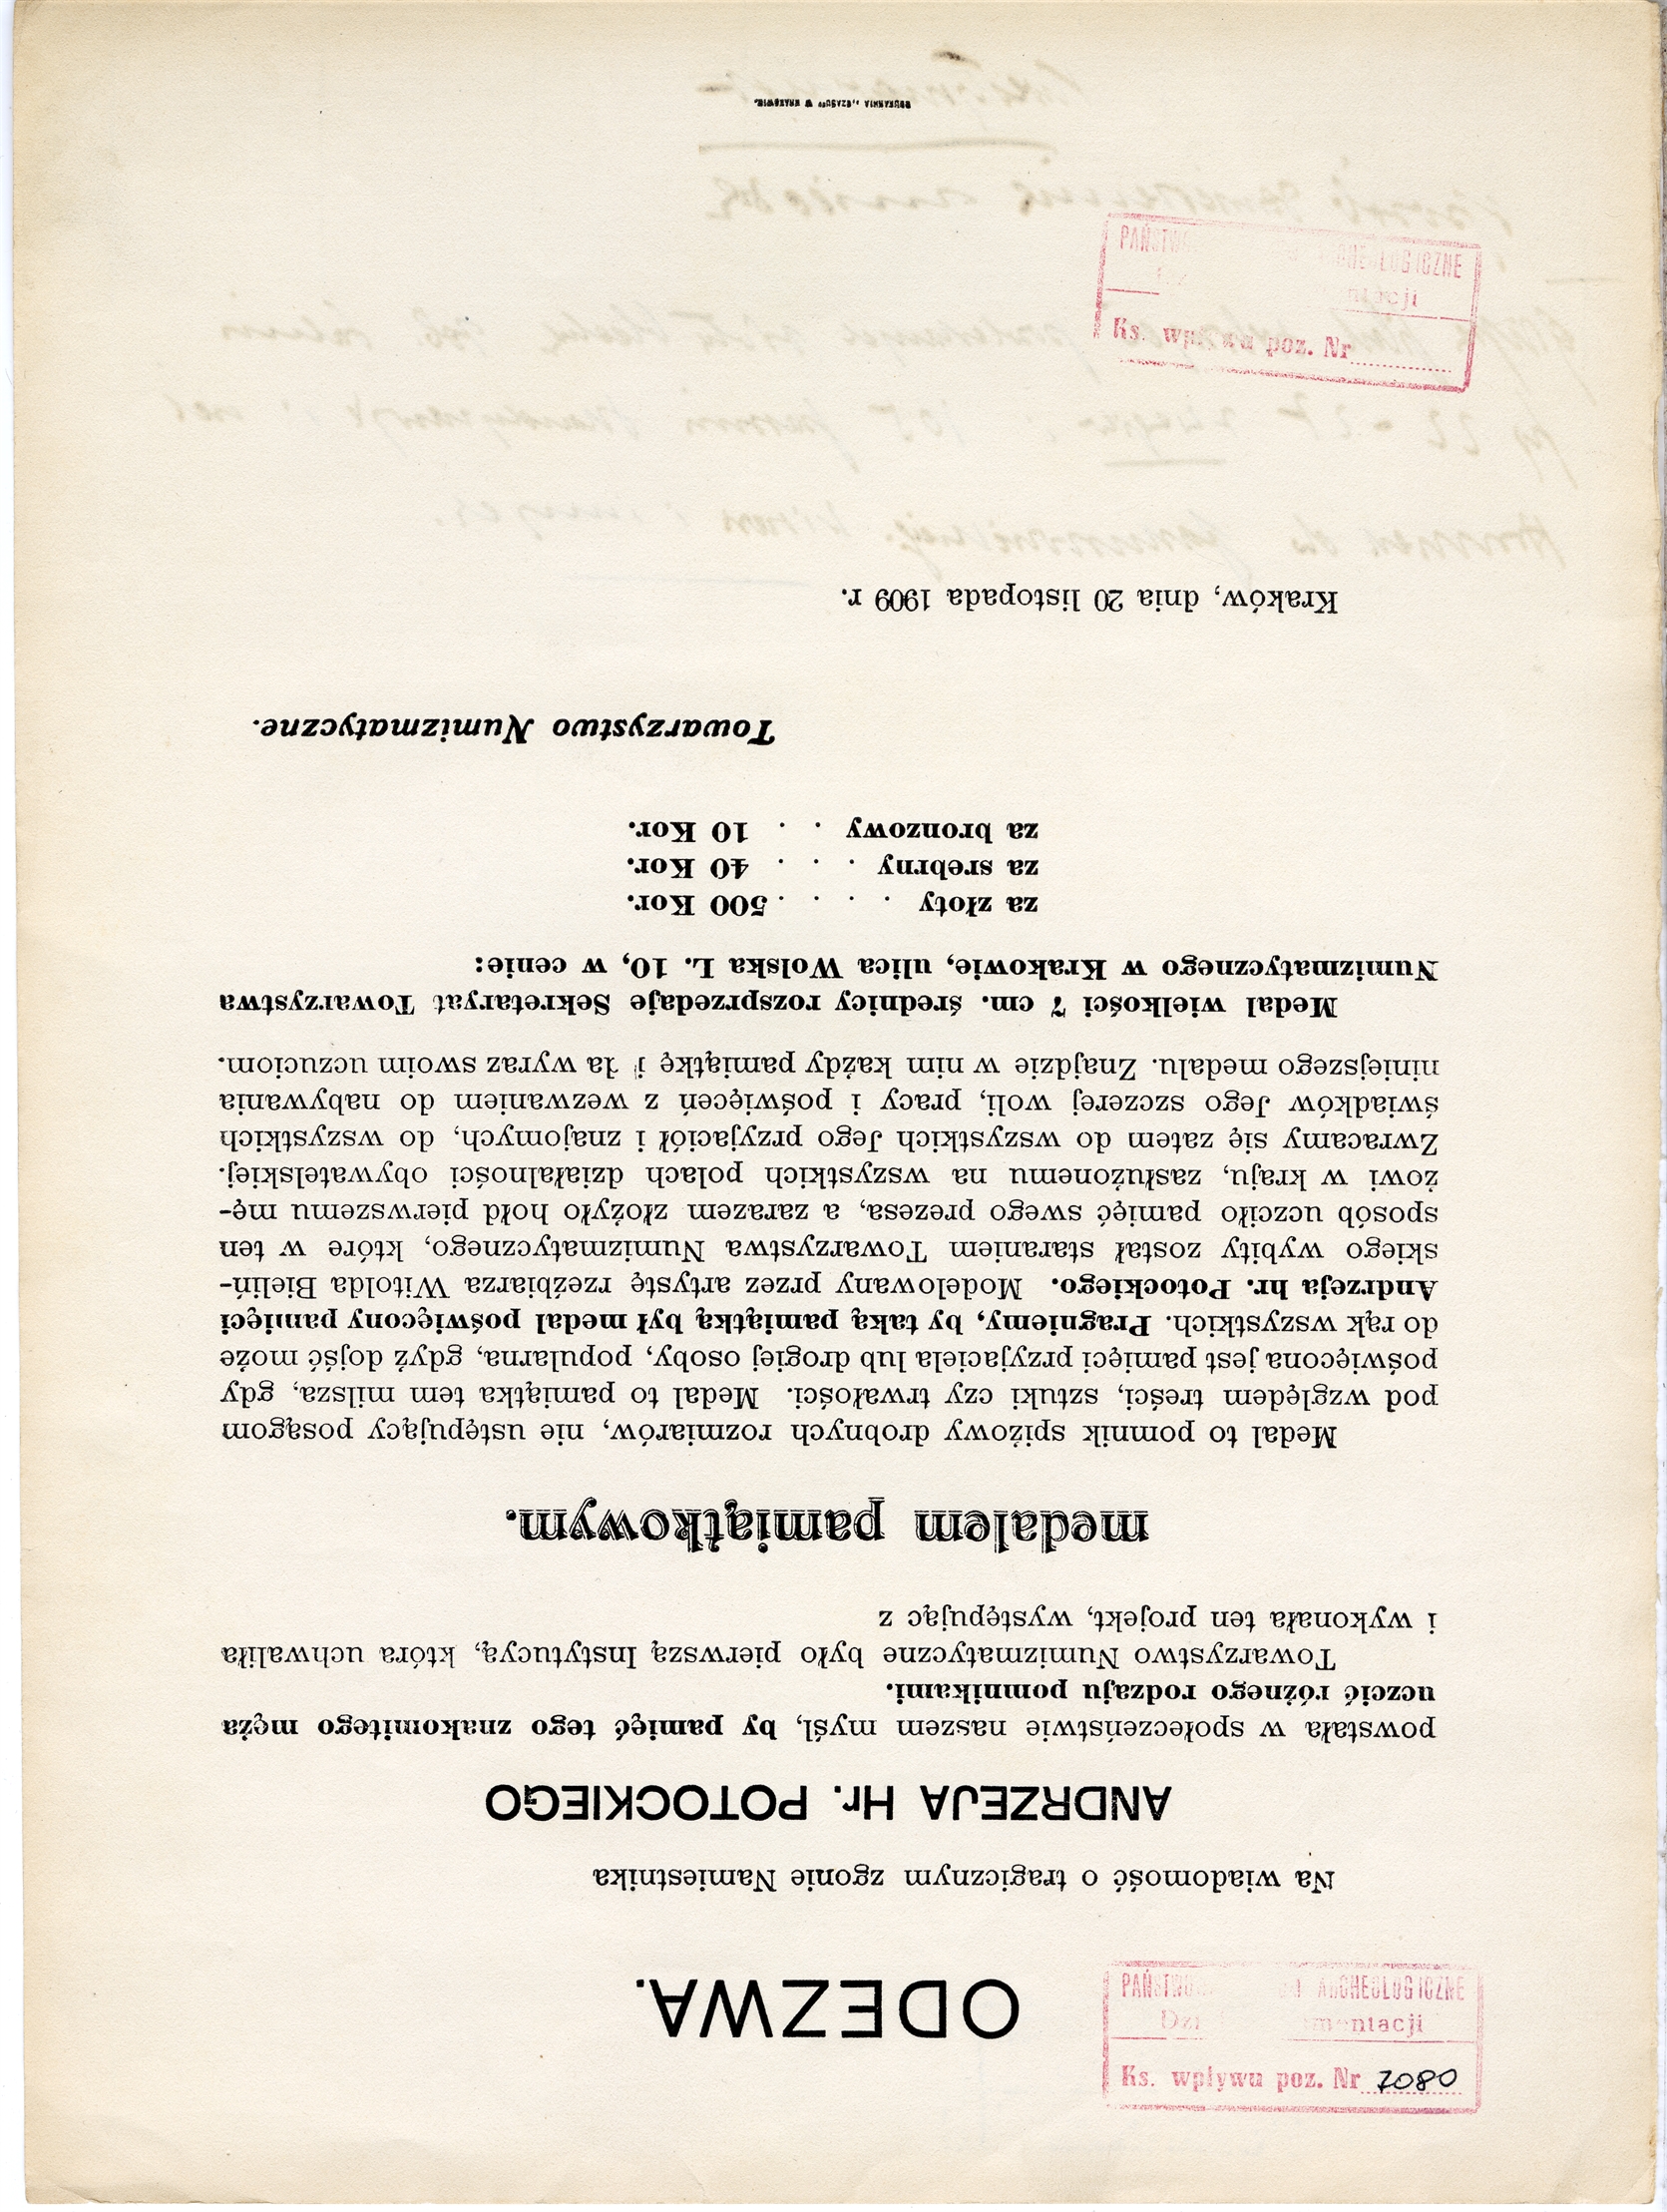 ODEZWA.
Na wiadomość o tragicznym zgonie Namiestnika
ANDRZEJA Hr. POTOCKIEGO
powstała w społeczeństwie naszem myśl, by pamięć tego znakomitego męża
uczcić różnego rodzaju pomnikami.
Towarzystwo Numizmatyczne było pierwszą Instytucyą, która uchwaliła
i wykonała ten projekt, występując z
medalem pamiątkowym.
Medal to pomnik spiżowy drobnych rozmiarów, nie ustępujący posągom
pod względem treści, sztuki czy trwałości. Medal to pamiątka tem milsza, gdy
poświęcona jest pamięci przyjaciela lub drogiej osoby, popularna, gdyż dojść może
do rąk wszystkich. Pragniemy, by taką pamiątką był medal poświęcony pamięci
Andrzeja hr. Potockiego. Modelowany przez artystę rzeźbiarza Witolda Bieliń-
skiego wybity został staraniem Towarzystwa Numizmatycznego, które w ten
sposób uczciło pamięć swego prezesa, a zarazem złożyło hołd pierwszemu mę-
żowi w kraju, zasłużonemu na wszystkich polach działalności obywatelskiej.
Zwracamy się zatem do wszystkich Jego przyjaciół i znajomych, do wszystkich
świadków Jego szczerej woli, pracy i poświęceń z wezwaniem do nabywania
niniejszego medalu. Znajdzie w nim każdy pamiątkę i da wyraz swoim uczuciom.
Medal wielkości 7 cm. średnicy rozsprzedaje Sekretaryat Towarzystwa
Numizmatycznego w Krakowie, ulica Wolska L. 10, w cenie:
za złoty . . . . 500 Kor.
za srebrny . . . 40 Kor.
za bronzowy . . 10 Kor.
Towarzystwo Numizmatyczne.
Kraków, dnia 20 listopada 1909 r.
DRUKARNIA „CZASU" W KRAKOWIE.
ARCHEOLOGICZNE
Ks. wpływu poz. Nr
ARCHEOLOGICZNE
Ks. wpływu poz. Nr 7080